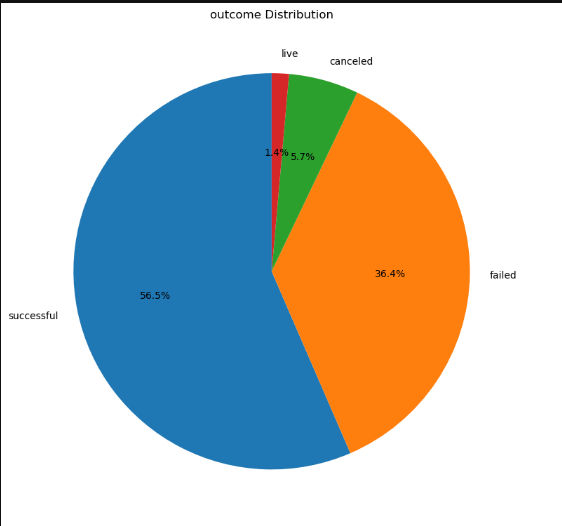 outcome Distribution
live
canceled
1.4%
5.7%
failed
36.4%
56.5%
successful